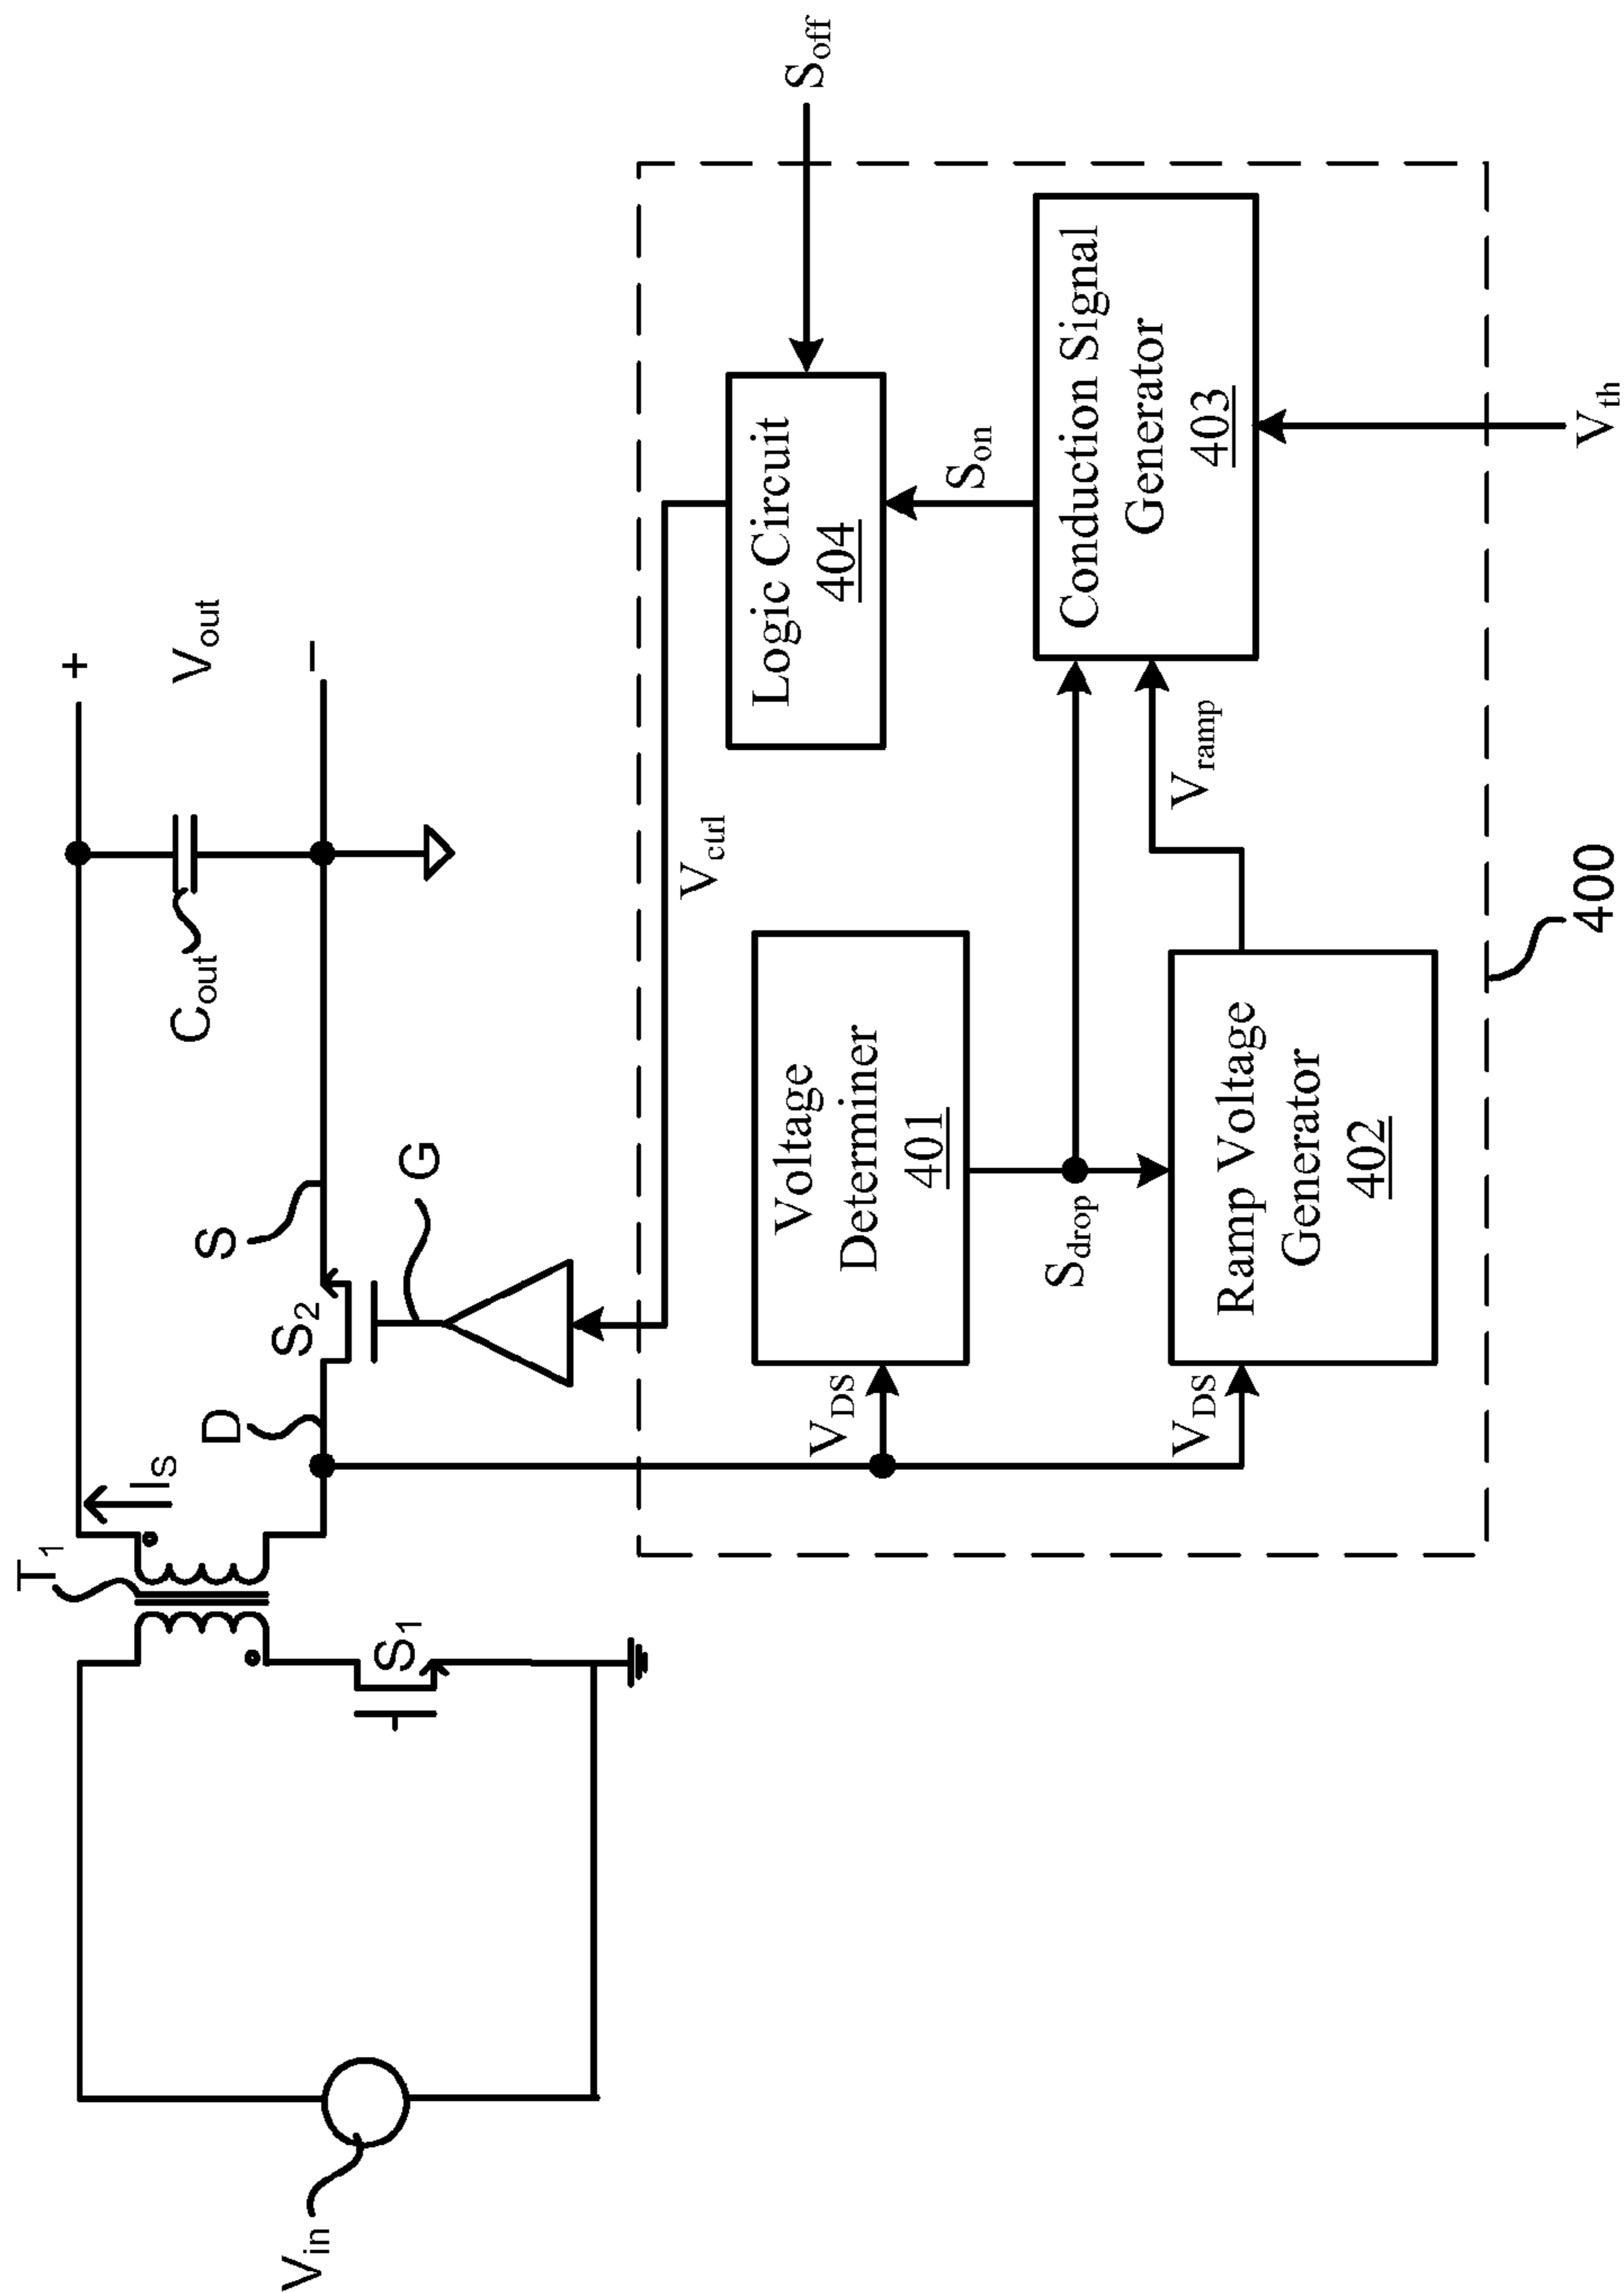 T1
IS
+
Vout
−
Cout
D
S2
S
G
S1
Vin
Vctrl
Soff
VDS
Voltage
Determiner
401
Logic Circuit
404
Son
Sdrop
VDS
Ramp Voltage
Generator
402
Vramp
Conduction Signal
Generator
403
Vth
400